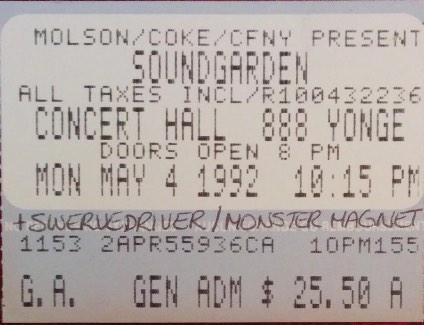 MOLSON/COKE/CFNY PRESENT
SOUNDGARDEN
ALL TAXES INCL/R100432236
CONCERT HALL 888 YONGE
DOORS OPEN 8 PM
MON MAY 4 1992 10:15 PM
+ SWERVEDRIVER / MONSTER MAGNET
1153 2APR55936CA 10PM155
G.A. GEN ADM $ 25.50 A